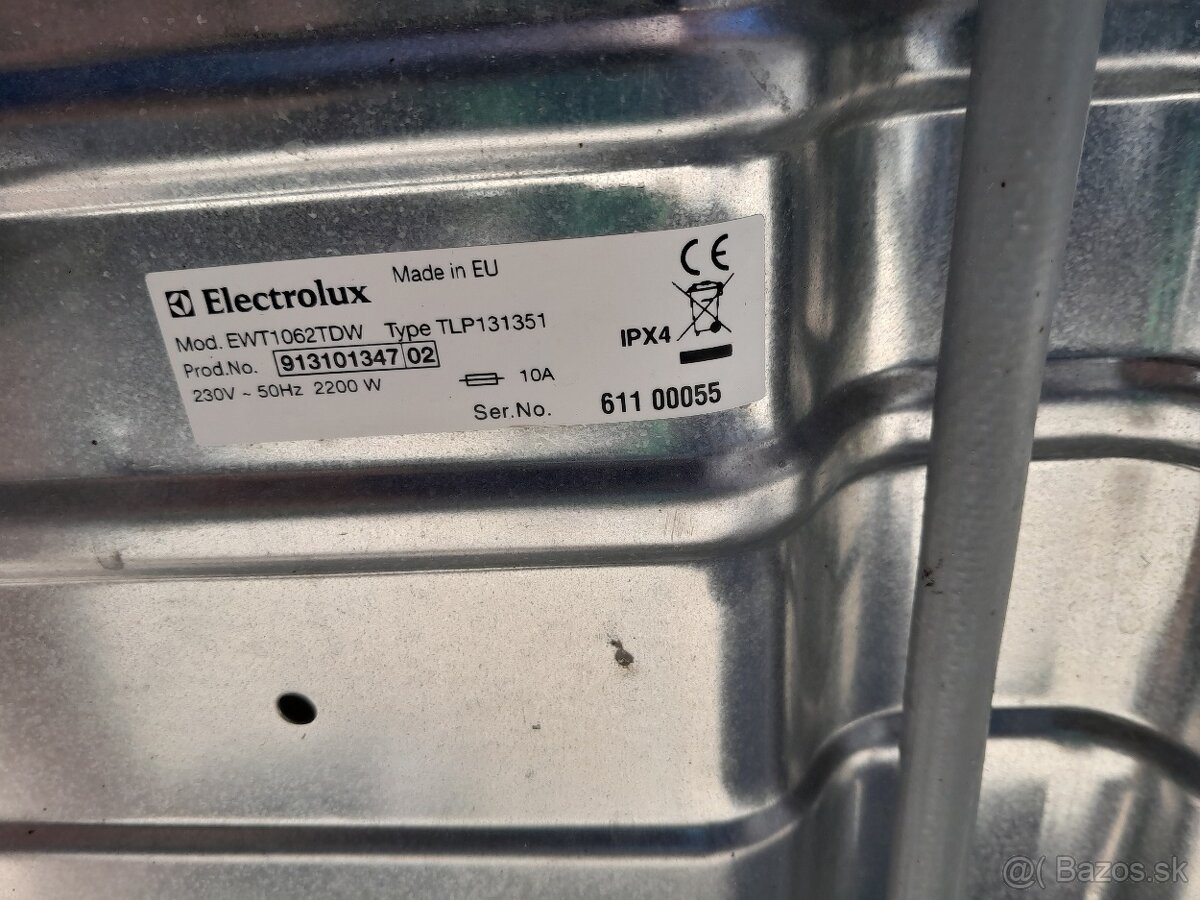 Electrolux Made in EU
CE
Mod. EWT1062TDW Type TLP131351
IPX4
Prod.No. 913101347 02
230V ~ 50Hz 2200 W 10A
Ser.No. 611 00055
@( Bazos.sk